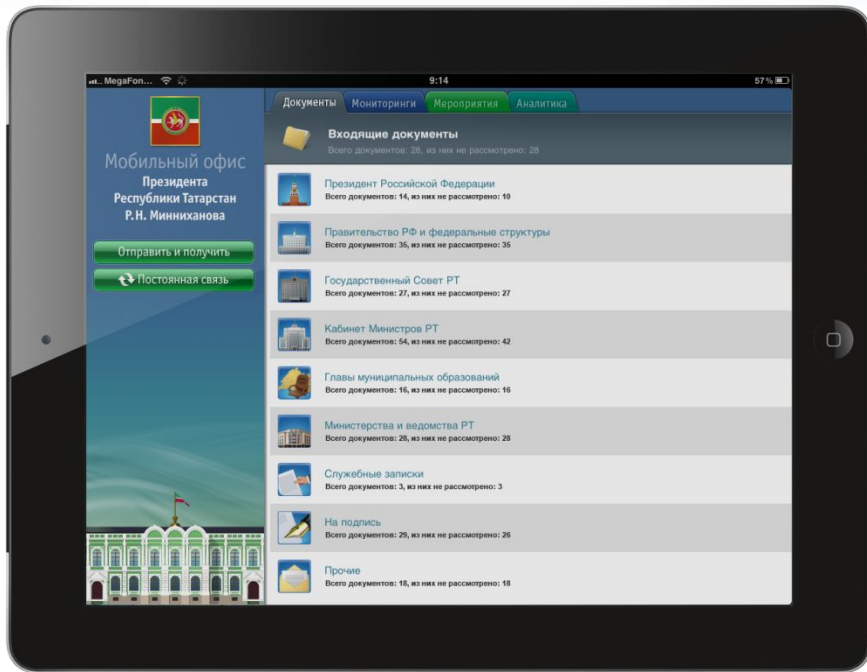 MegaFon...
9:14
57%
Документы Мониторинги Мероприятия Аналитика
Мобильный офис
Президента
Республики Татарстан
Р.Н. Минниханова
Отправить и получить
Постоянная связь
Входящие документы
Всего документов: 28, из них не рассмотрено: 28
Президент Российской Федерации
Всего документов: 14, из них не рассмотрено: 10
Правительство РФ и федеральные структуры
Всего документов: 35, из них не рассмотрено: 35
Государственный Совет РТ
Всего документов: 27, из них не рассмотрено: 27
Кабинет Министров РТ
Всего документов: 54, из них не рассмотрено: 42
Главы муниципальных образований
Всего документов: 16, из них не рассмотрено: 16
Министерства и ведомства РТ
Всего документов: 28, из них не рассмотрено: 28
Служебные записки
Всего документов: 3, из них не рассмотрено: 3
На подпись
Всего документов: 29, из них не рассмотрено: 26
Прочие
Всего документов: 18, из них не рассмотрено: 18